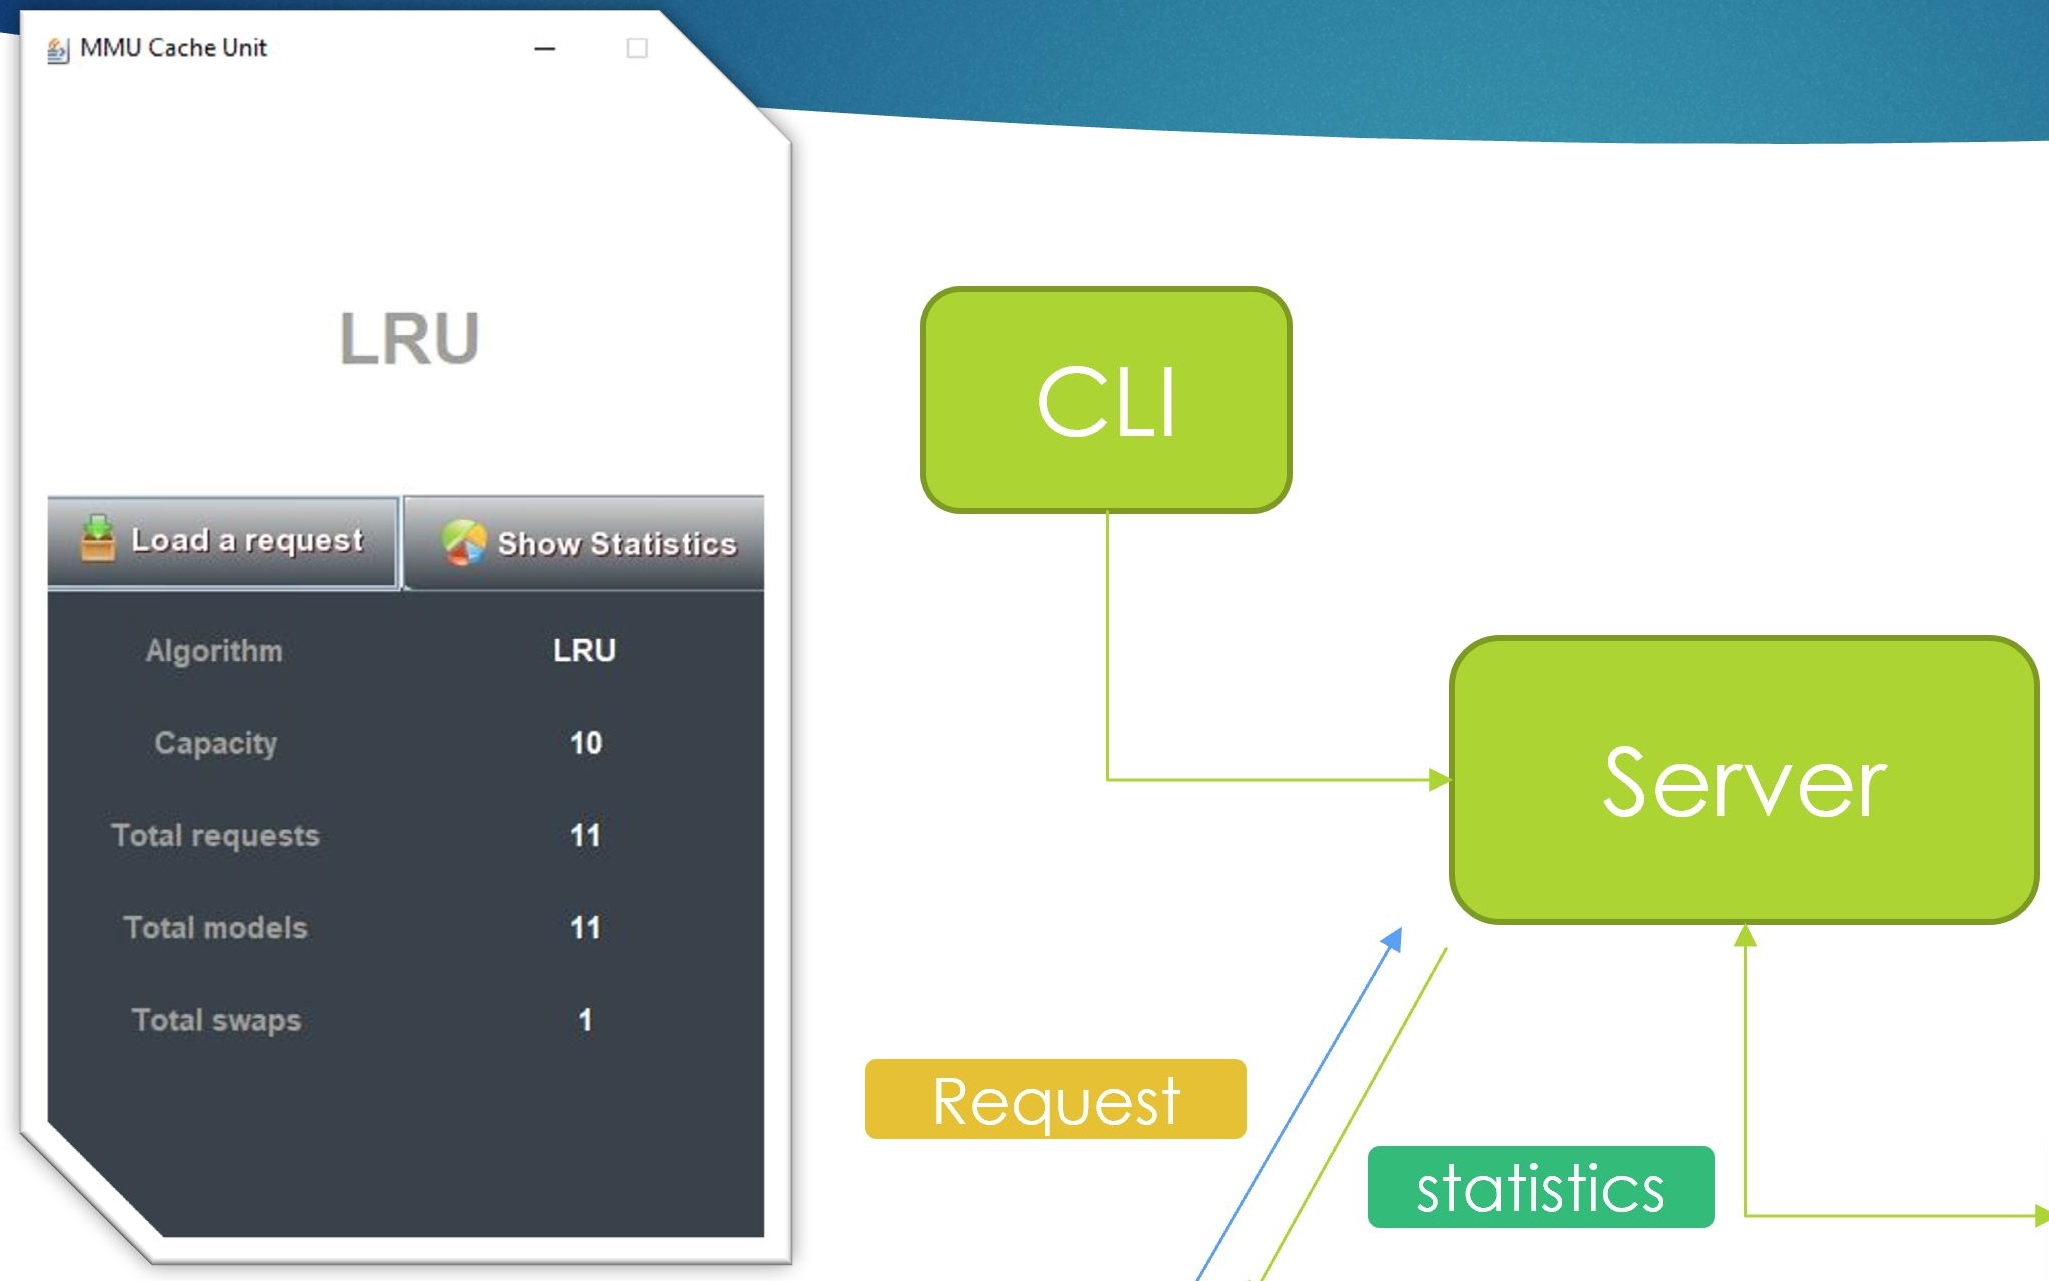 MMU Cache Unit
LRU
Load a request
Show Statistics
Algorithm LRU
Capacity 10
Total requests 11
Total models 11
Total swaps 1
CLI
Server
Request
statistics